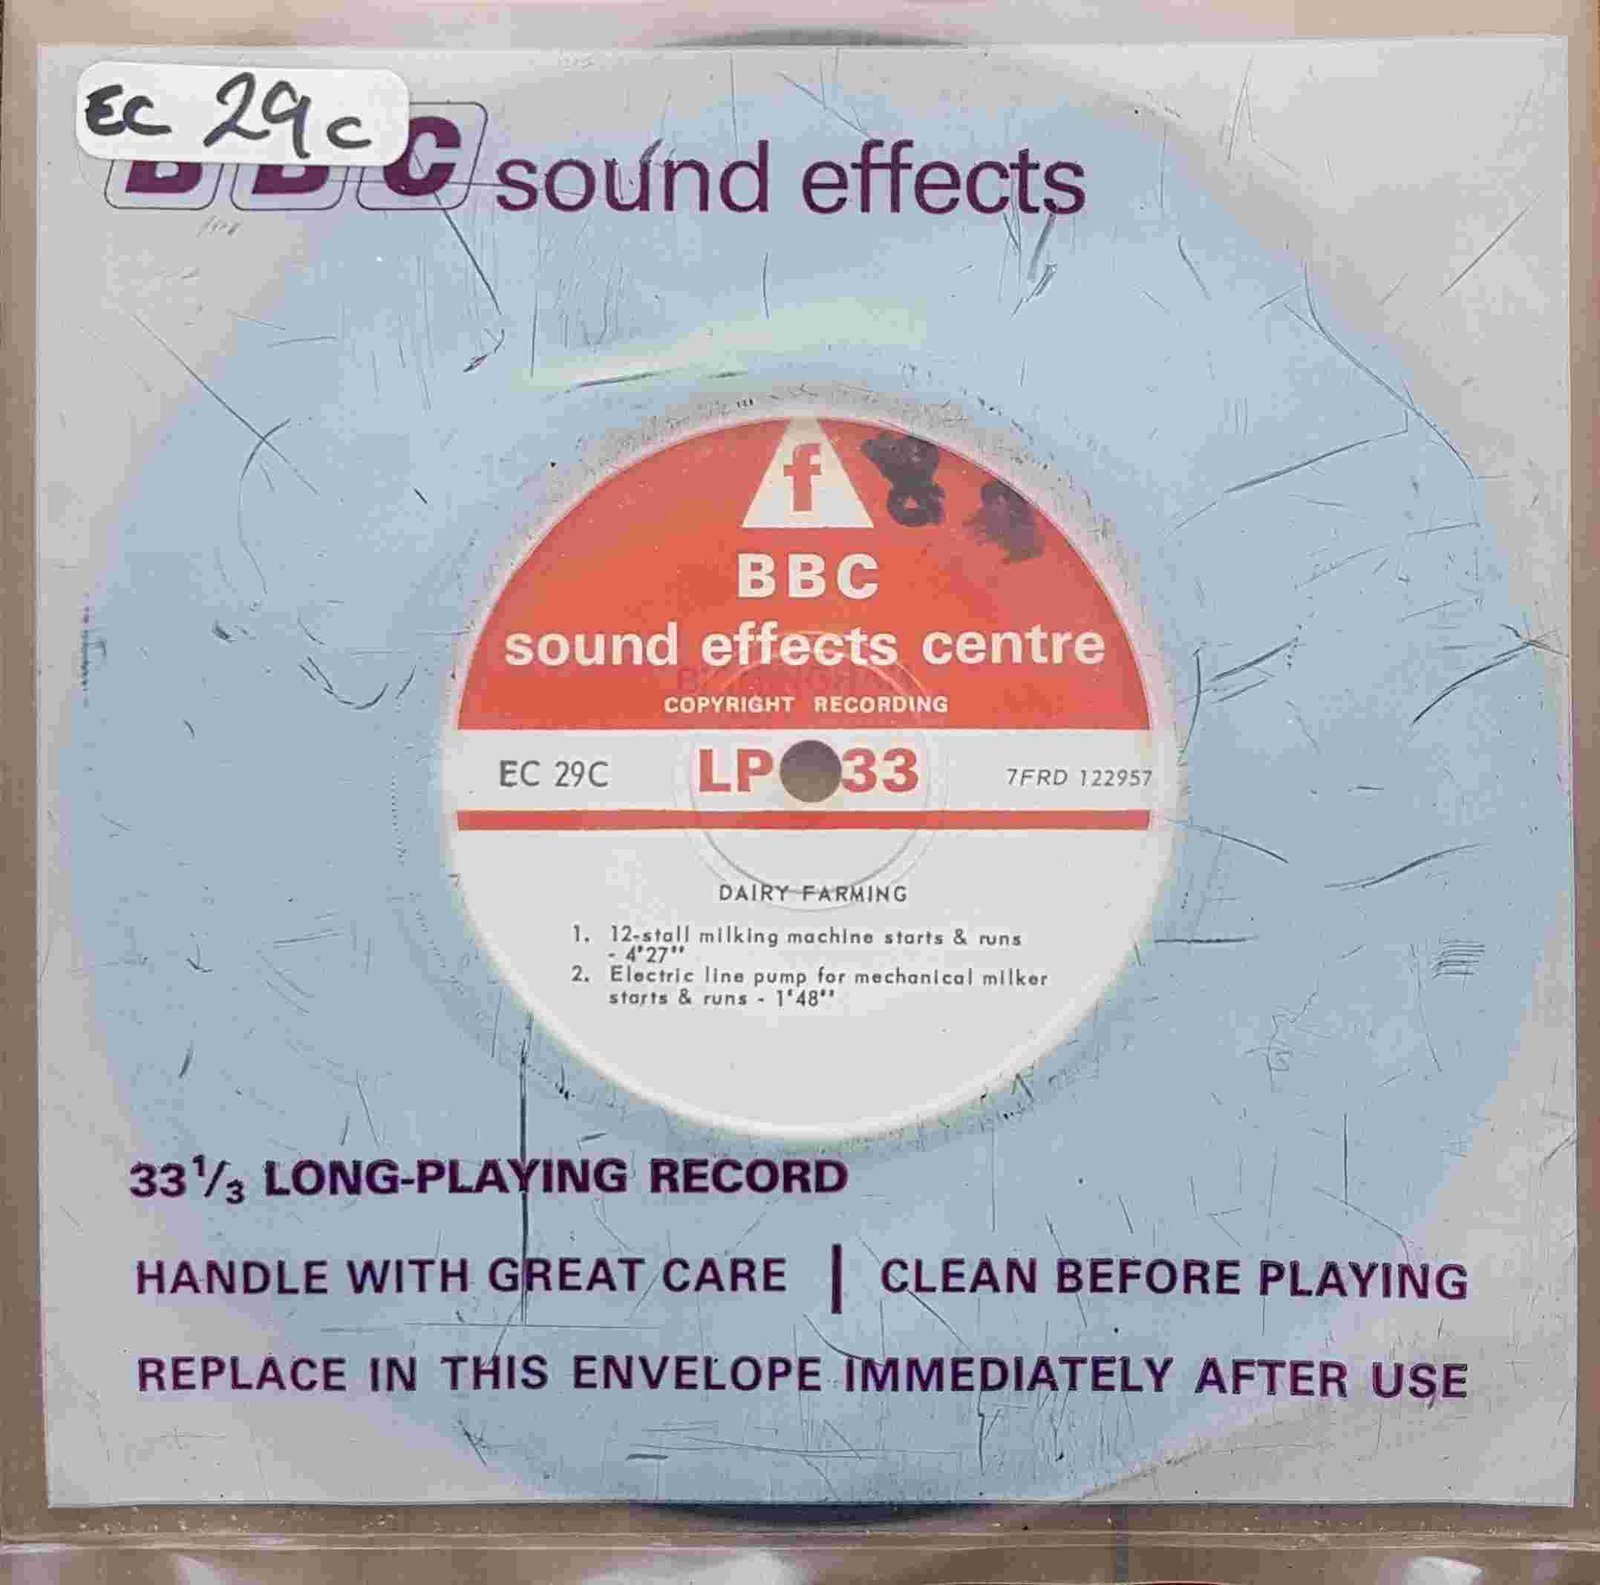 EC 29C
BBC sound effects
f
BBC
sound effects centre
COPYRIGHT RECORDING
EC 29C LP 33 7FRD 122957
DAIRY FARMING
1. 12-stall milking machine starts & runs
- 4'27''
2. Electric line pump for mechanical milker
starts & runs - 1'48''
33 1/3 LONG-PLAYING RECORD
HANDLE WITH GREAT CARE | CLEAN BEFORE PLAYING
REPLACE IN THIS ENVELOPE IMMEDIATELY AFTER USE